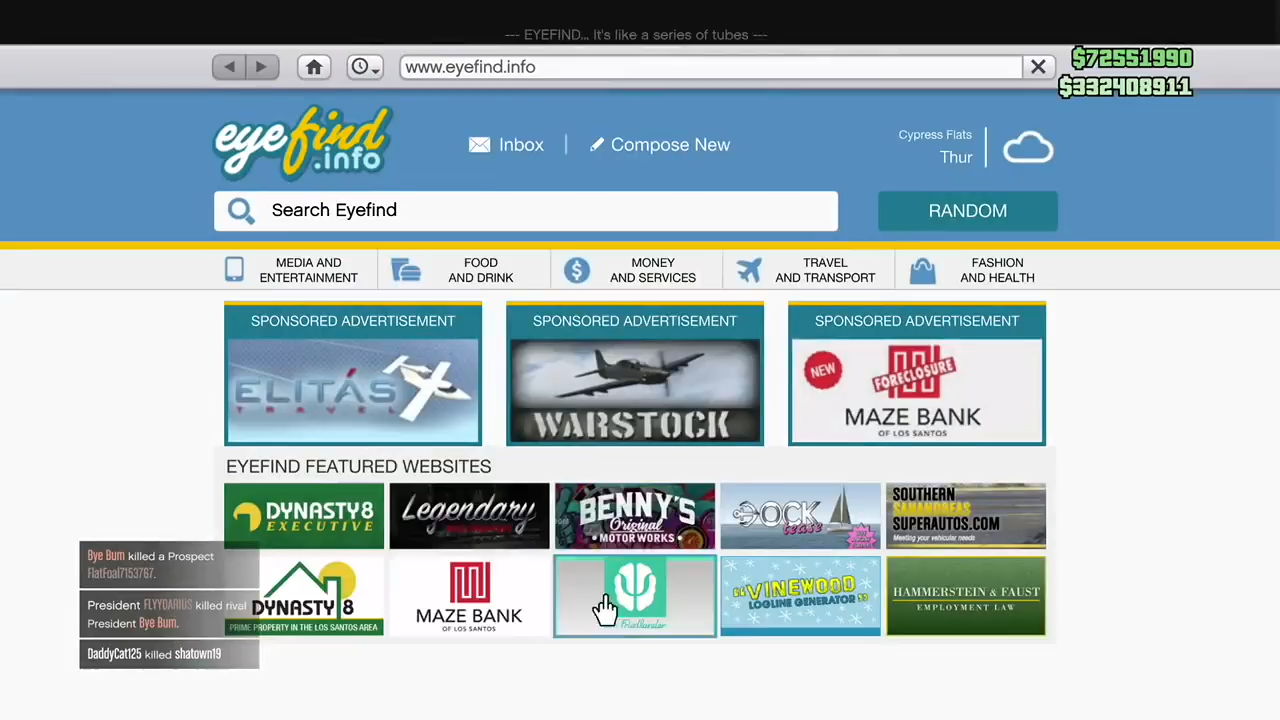 --- EYEFIND... It's like a series of tubes ---
www.eyefind.info
$72551990
$332408911
eyefind
.info
Inbox
Compose New
Cypress Flats
Thur
Search Eyefind
RANDOM
MEDIA AND
ENTERTAINMENT
FOOD
AND DRINK
MONEY
AND SERVICES
TRAVEL
AND TRANSPORT
FASHION
AND HEALTH
SPONSORED ADVERTISEMENT
SPONSORED ADVERTISEMENT
SPONSORED ADVERTISEMENT
ELITÁS
TRAVEL
WARSTOCK
NEW
FORECLOSURE
MAZE BANK
OF LOS SANTOS
EYEFIND FEATURED WEBSITES
DYNASTY 8
EXECUTIVE
Legendary
BENNY'S
Original
MOTOR WORKS
DOCK
tease
SOUTHERN
SANANDREAS
SUPERAUTOS.COM
Meeting your vehicular needs
DYNASTY 8
PRIME PROPERTY IN THE LOS SANTOS AREA
MAZE BANK
OF LOS SANTOS
Friedlander
"VINEWOOD
LOGLINE GENERATOR"
HAMMERSTEIN & FAUST
EMPLOYMENT LAW
Bye Bum killed a Prospect
FlatFoal7153767.
President FLYYDARIUS killed rival
President Bye Bum.
DaddyCat125 killed shatown19